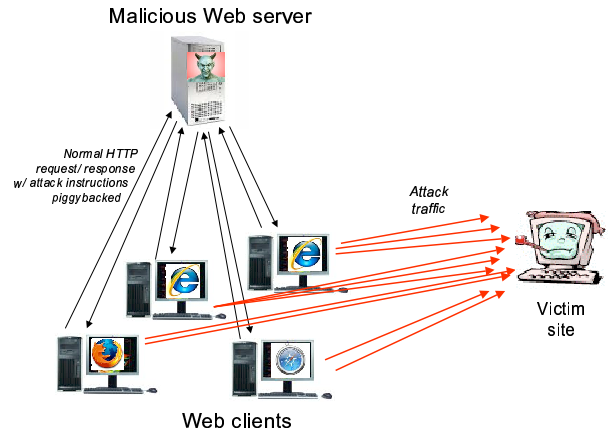 Malicious Web server
Normal HTTP
request/response
w/ attack instructions
piggybacked
Attack
traffic
Victim
site
Web clients